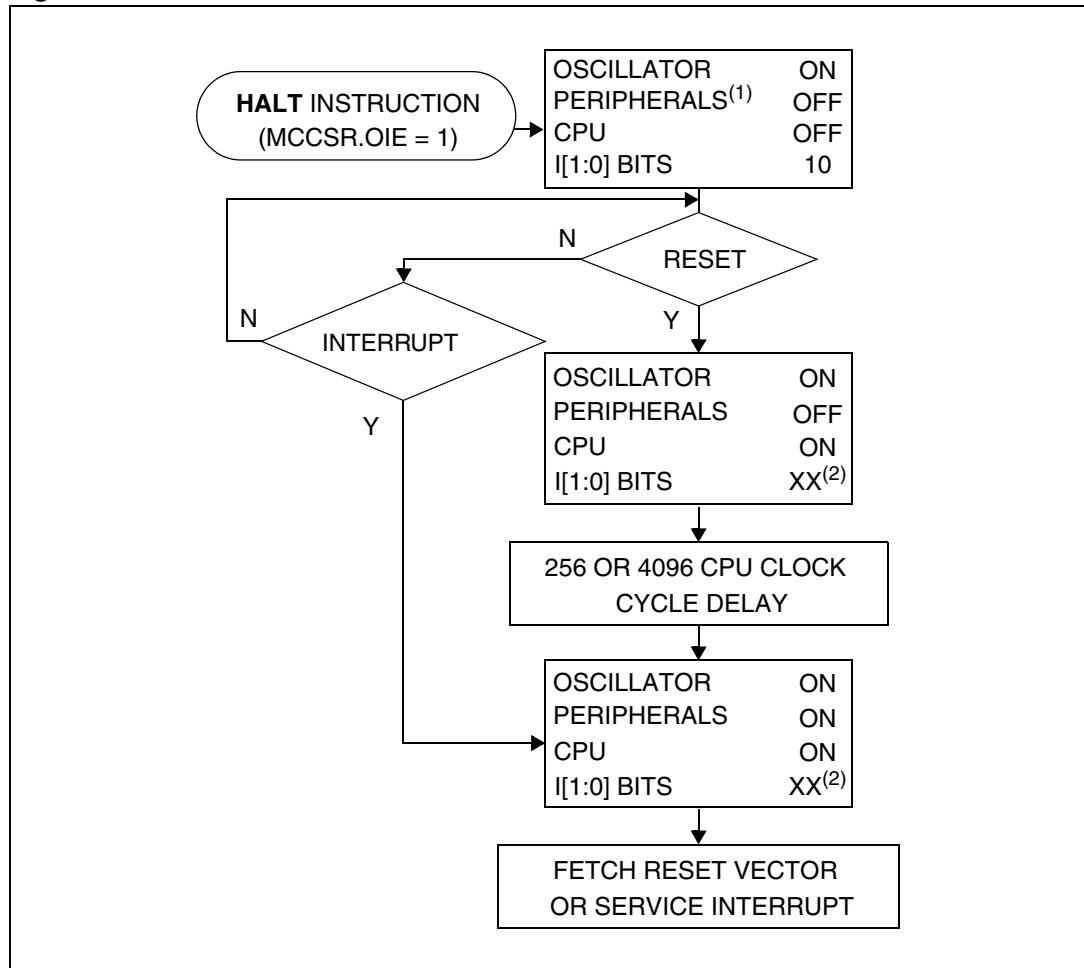 HALT INSTRUCTION
(MCCSR.OIE = 1)
OSCILLATOR ON
PERIPHERALS(1) OFF
CPU OFF
I[1:0] BITS 10
RESET
N
Y
INTERRUPT
N
Y
OSCILLATOR ON
PERIPHERALS OFF
CPU ON
I[1:0] BITS XX(2)
256 OR 4096 CPU CLOCK
CYCLE DELAY
OSCILLATOR ON
PERIPHERALS ON
CPU ON
I[1:0] BITS XX(2)
FETCH RESET VECTOR
OR SERVICE INTERRUPT